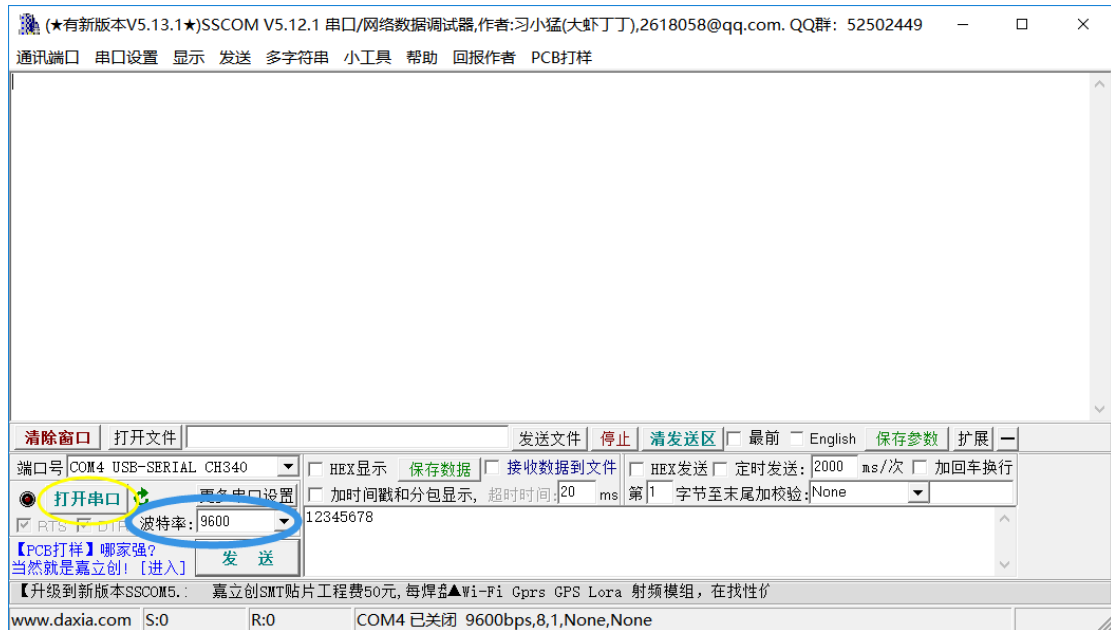 (★有新版本V5.13.1★)SSCOM V5.12.1 串口/网络数据调试器,作者:习小猛(大虾丁丁),2618058@qq.com. QQ群: 52502449
通讯端口 串口设置 显示 发送 多字符串 小工具 帮助 回报作者 PCB打样
清除窗口 打开文件 发送文件 停止 清发送区 最前 English 保存参数 扩展
端口号 COM4 USB-SERIAL CH340 HEX显示 保存数据 接收数据到文件 HEX发送 定时发送: 2000 ms/次 加回车换行
打开串口 更多串口设置 加时间戳和分包显示, 超时时间:20 ms 第1 字节至末尾加校验:None
RTS DTR 波特率: 9600 12345678
【PCB打样】哪家强?
当然就是嘉立创! [进入] 发 送
【升级到新版本SSCOM5.: 嘉立创SMT贴片工程费50元,每焊盘▲Wi-Fi Gprs GPS Lora 射频模组，在找性
www.daxia.com S:0 R:0 COM4 已关闭 9600bps,8,1,None,None